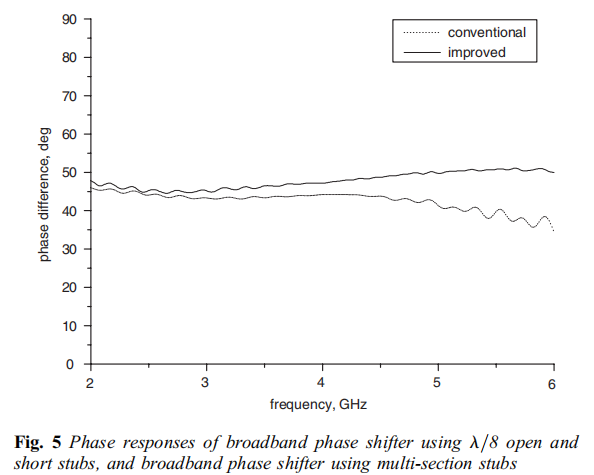 90
80
70
60
50
40
30
20
10
0
phase difference, deg
conventional
improved
2 3 4 5 6
frequency, GHz
Fig. 5 Phase responses of broadband phase shifter using λ/8 open and
short stubs, and broadband phase shifter using multi-section stubs